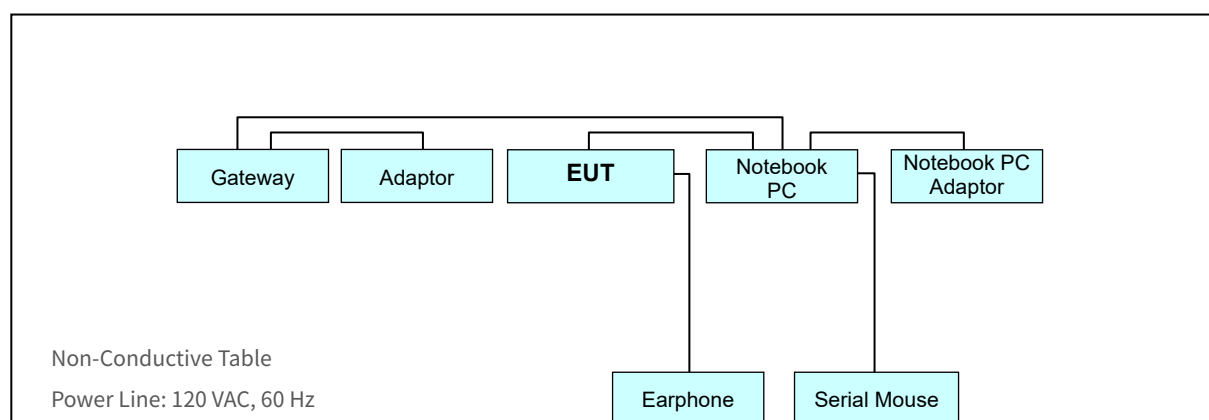 Gateway
Adaptor
EUT
Notebook
PC
Notebook PC
Adaptor
Non-Conductive Table
Power Line: 120 VAC, 60 Hz
Earphone
Serial Mouse